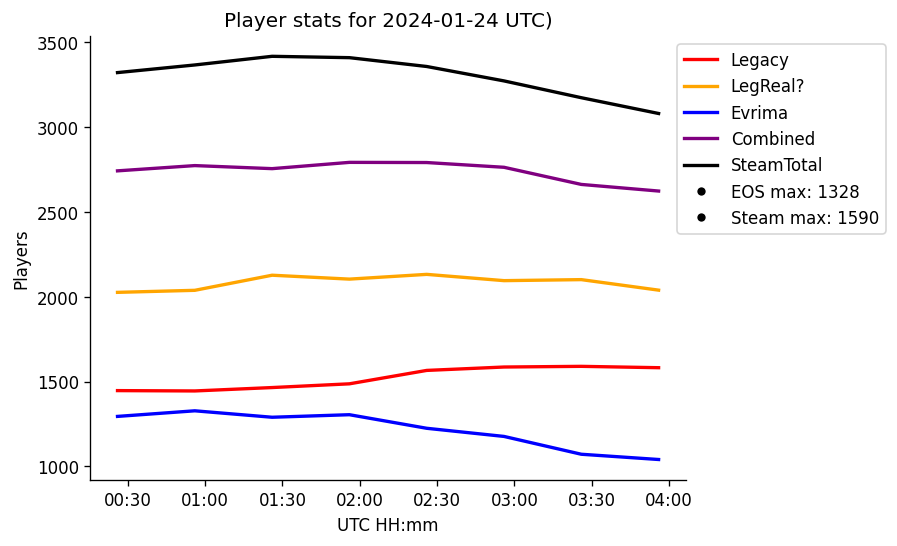 Player stats for 2024-01-24 UTC)
3500
3000
2500
2000
1500
1000
Players
00:30 01:00 01:30 02:00 02:30 03:00 03:30 04:00
UTC HH:mm
Legacy
LegReal?
Evrima
Combined
SteamTotal
EOS max: 1328
Steam max: 1590